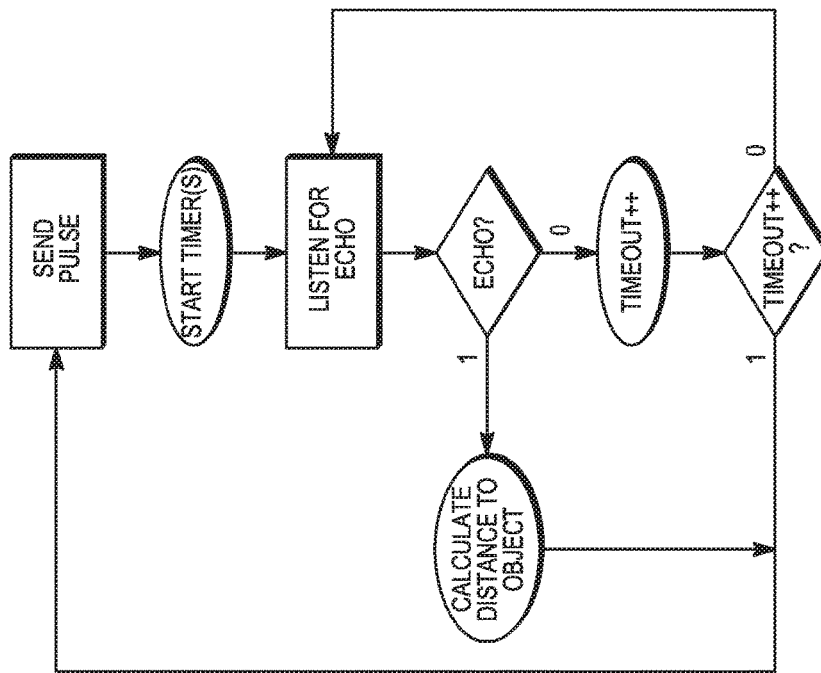 SEND
PULSE
START TIMER(S)
LISTEN FOR
ECHO
ECHO?
1
0
CALCULATE
DISTANCE TO
OBJECT
TIMEOUT++
TIMEOUT++
?
1
0